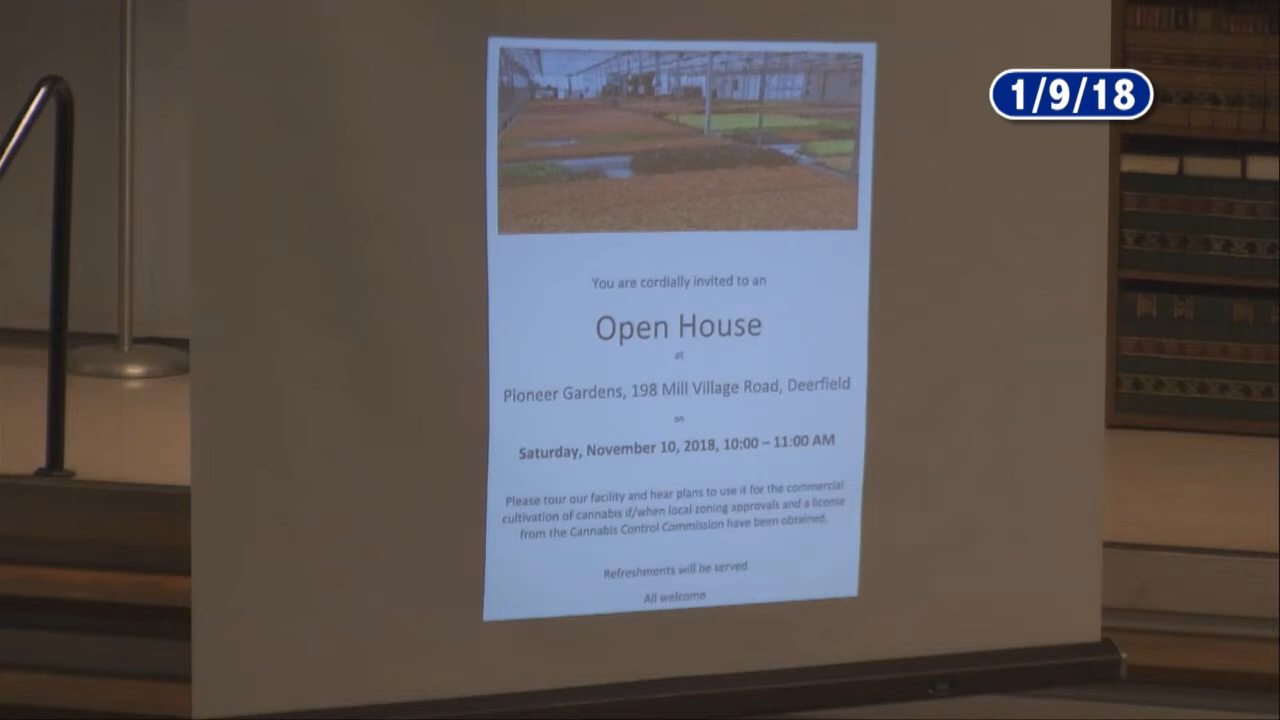 1/9/18
You are cordially invited to an
Open House
at
Pioneer Gardens, 198 Mill Village Road, Deerfield
on
Saturday, November 10, 2018, 10:00 – 11:00 AM
Please tour our facility and hear plans to use it for the commercial
cultivation of cannabis if/when local zoning approvals and a license
from the Cannabis Control Commission have been obtained.
Refreshments will be served
All welcome